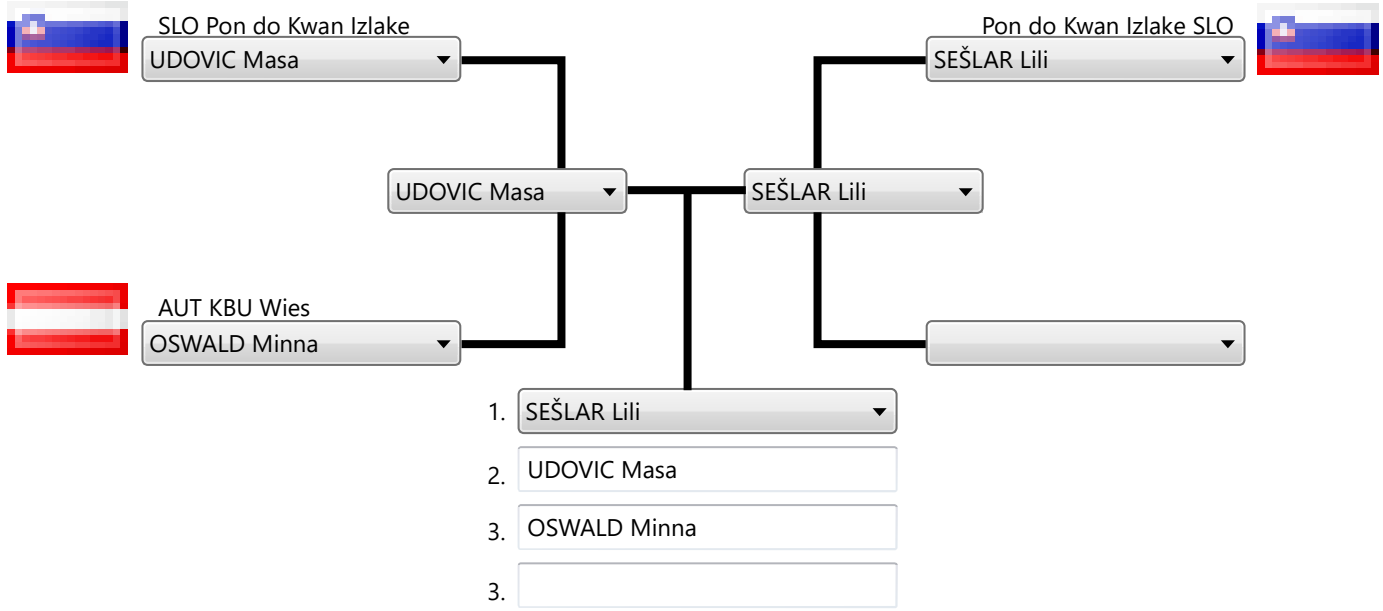 SLO Pon do Kwan Izlake
Pon do Kwan Izlake SLO
UDOVIC Masa
SEŠLAR Lili
UDOVIC Masa
SEŠLAR Lili
AUT KBU Wies
OSWALD Minna
1. SEŠLAR Lili
2. UDOVIC Masa
3. OSWALD Minna
3.